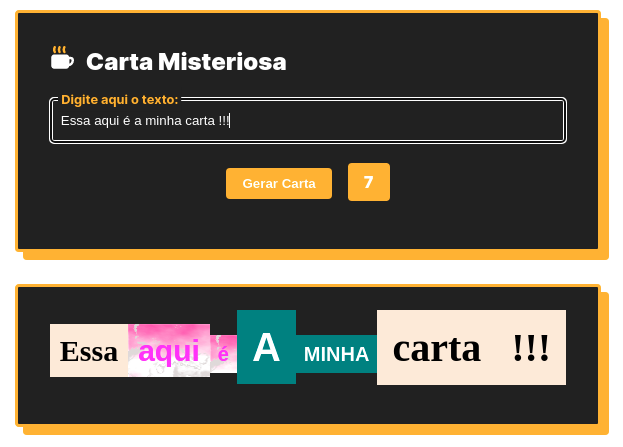 Carta Misteriosa
Digite aqui o texto:
Essa aqui é a minha carta !!!
Gerar Carta 7
Essa aqui é A MINHA carta !!!